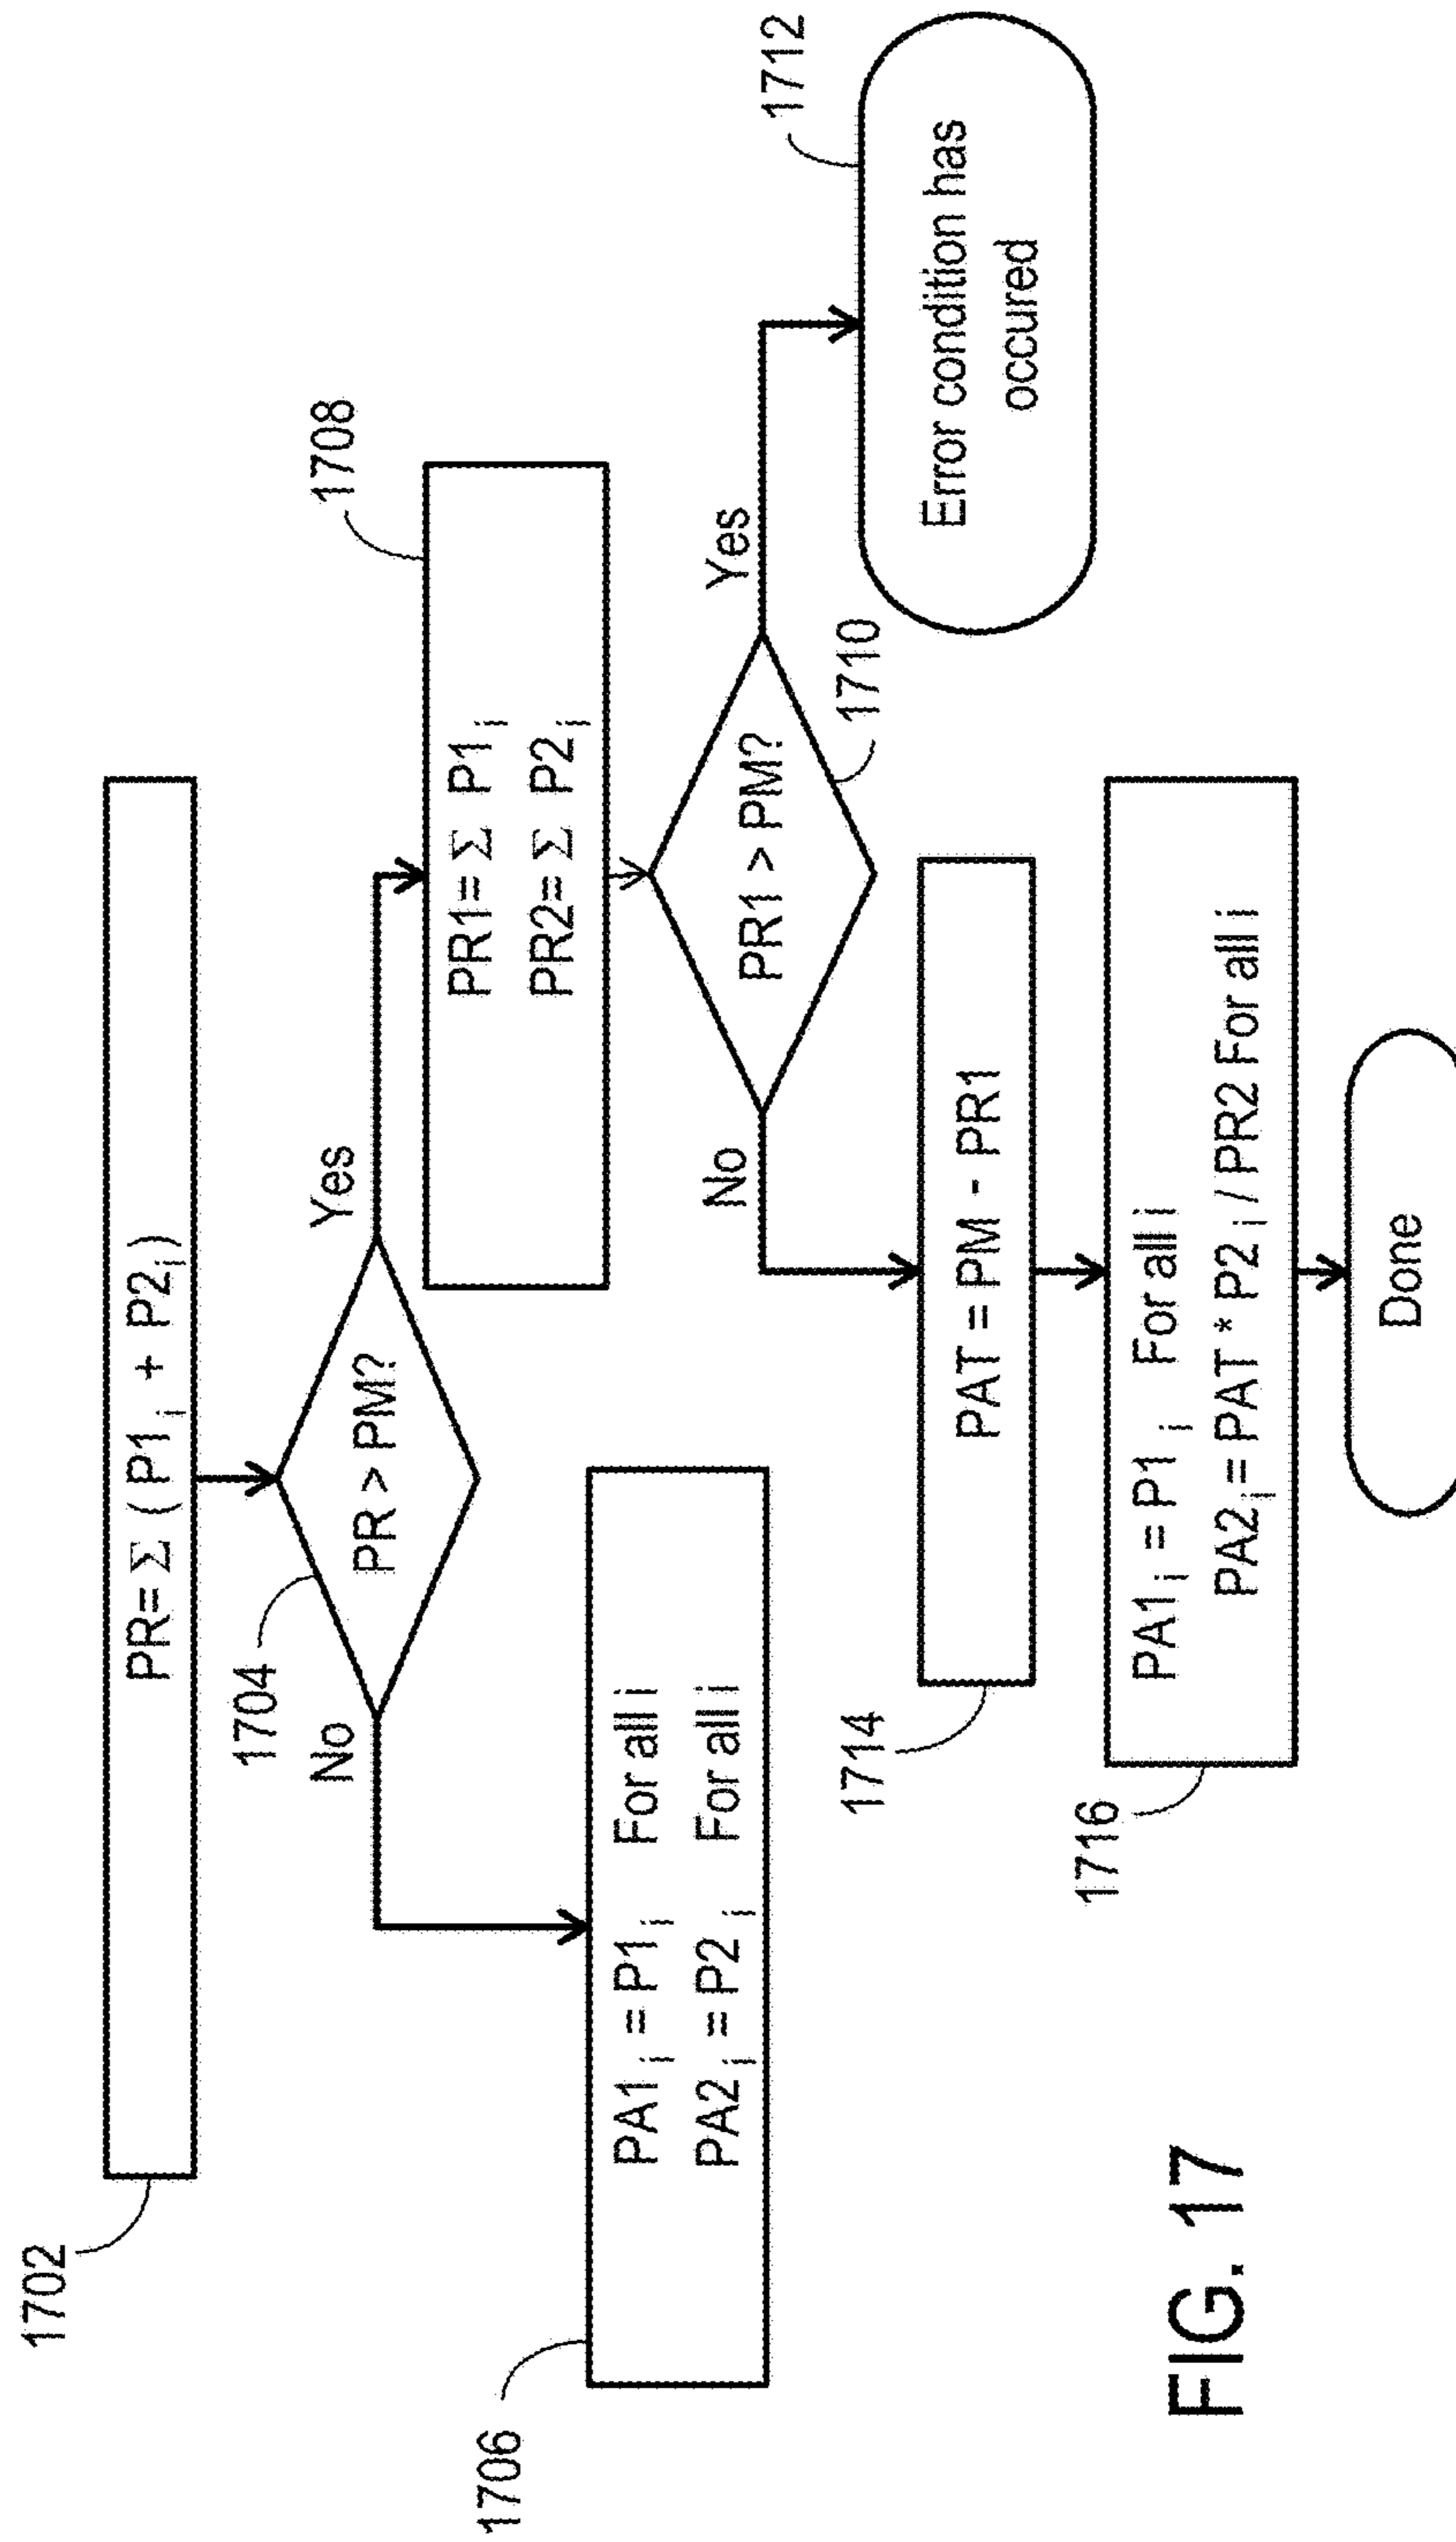 1702
PR= Σ (P1 i + P2 i)
1704
PR > PM?
No
Yes
1706
PA1 i = P1 i For all i
PA2 i = P2 i For all i
1708
PR1= Σ P1 i
PR2= Σ P2 i
PR1 > PM?
1710
No
Yes
1712
Error condition has
occured
1714
PAT = PM - PR1
1716
PA1 i = P1 i For all i
PA2 i = PAT * P2 i / PR2 For all i
Done
FIG. 17